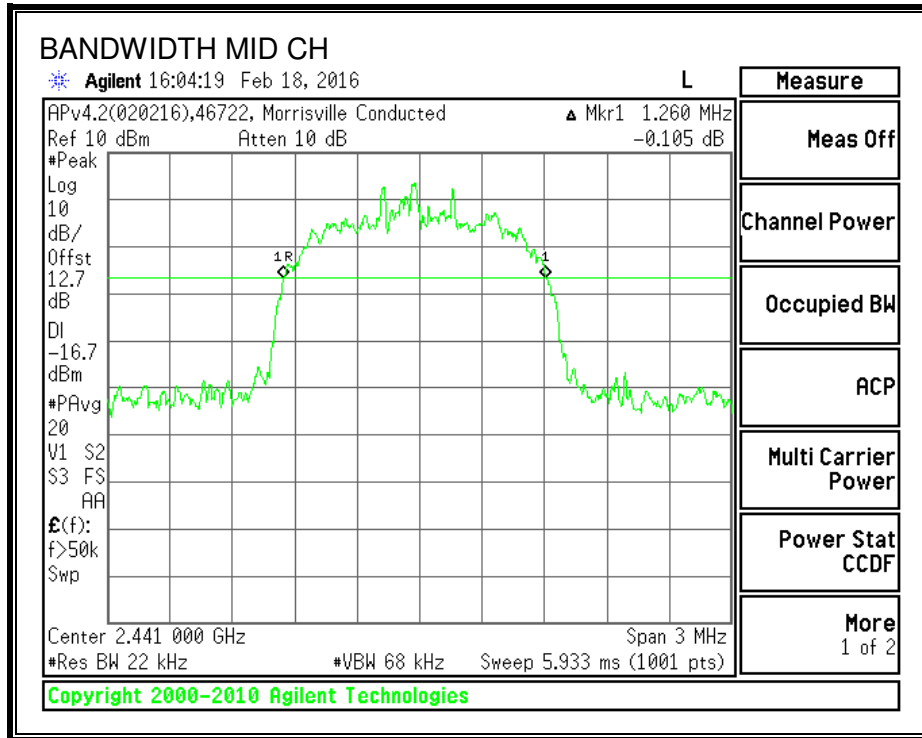 BANDWIDTH MID CH
Agilent 16:04:19 Feb 18, 2016 L
Measure
APv4.2(020216),46722, Morrisville Conducted Δ Mkr1 1.260 MHz
Ref 10 dBm Atten 10 dB -0.105 dB
#Peak
Log
10
dB/
Offst
12.7
dB
DI
-16.7
dBm
#PAvg
20
V1 S2
S3 FS
AA
£(f):
f>50k
Swp
1R
1
Center 2.441 000 GHz Span 3 MHz
#Res BW 22 kHz #VBW 68 kHz Sweep 5.933 ms (1001 pts)
Meas Off
Channel Power
Occupied BW
ACP
Multi Carrier
Power
Power Stat
CCDF
More
1 of 2
Copyright 2000-2010 Agilent Technologies